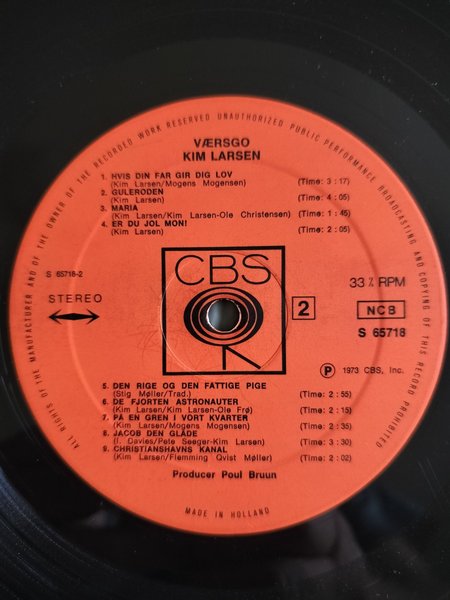 ALL RIGHTS OF THE MANUFACTURER AND OF THE OWNER OF THE RECORDED WORK RESERVED UNAUTHORIZED PUBLIC PERFORMANCE BROADCASTING AND COPYING OF THIS RECORD PROHIBITED
VÆRSGO
KIM LARSEN
1. HVIS DIN FAR GIR DIG LOV
(Kim Larsen/Mogens Mogensen) (Time: 3:17)
2. GULERODEN
(Kim Larsen) (Time: 4:05)
3. MARIA
(Kim Larsen/Kim Larsen-Ole Christensen) (Time: 1:45)
4. ER DU JOL MON!
(Kim Larsen) (Time: 2:05)
CBS
S 65718-2
STEREO
2
33⅓ RPM
NCB
S 65718
Ⓟ 1973 CBS, Inc.
5. DEN RIGE OG DEN FATTIGE PIGE
(Stig Møller/Trad.) (Time: 2:55)
6. DE FJORTEN ASTRONAUTER
(Kim Larsen/Kim Larsen-Ole Frø) (Time: 2:15)
7. PÅ EN GREN I VORT KVARTER
(Kim Larsen/Mogens Mogensen) (Time: 2:35)
8. JACOB DEN GLADE
(I. Davies/Pete Seeger-Kim Larsen) (Time: 3:30)
9. CHRISTIANSHAVNS KANAL
(Kim Larsen/Flemming Qvist Møller) (Time: 2:02)
Producer Poul Bruun
MADE IN HOLLAND